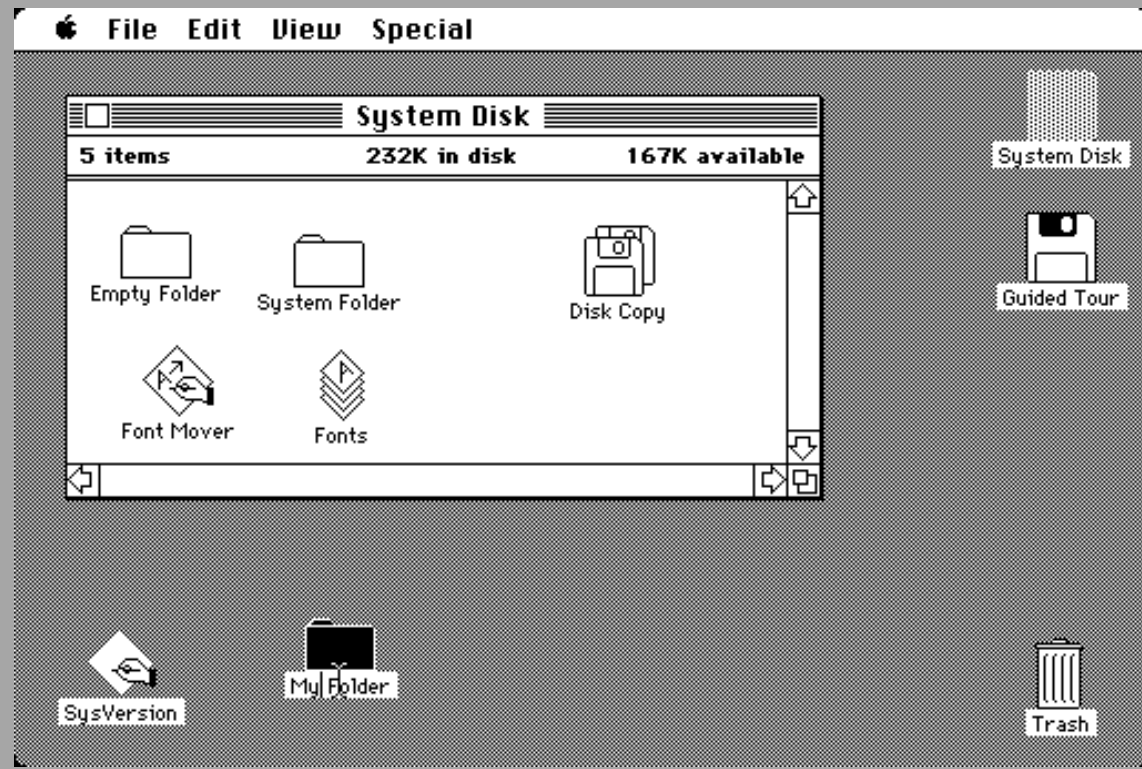 File Edit View Special
System Disk
5 items 232K in disk 167K available
Empty Folder
System Folder
Disk Copy
Font Mover
Fonts
System Disk
Guided Tour
SysVersion
My Folder
Trash